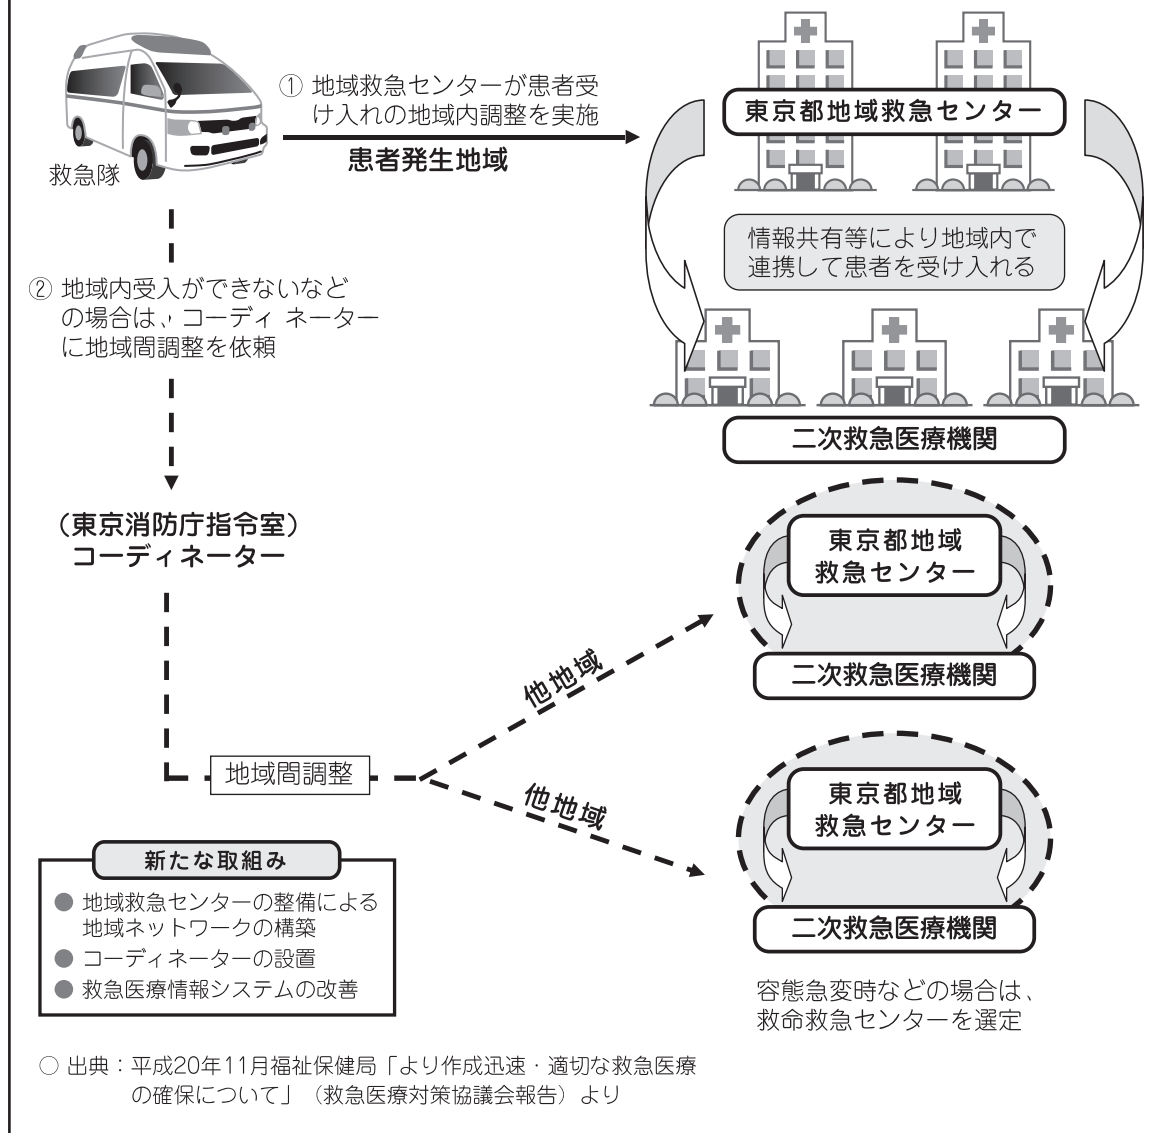 ① 地域救急センターが患者受
け入れの地域内調整を実施
患者発生地域
救急隊
東京都地域救急センター
情報共有等により地域内で
連携して患者を受け入れる
二次救急医療機関
② 地域内受入ができないなど
の場合は、コーディ ネーター
に地域間調整を依頼
（東京消防庁指令室）
コーディネーター
地域間調整
他地域
東京都地域
救急センター
二次救急医療機関
他地域
東京都地域
救急センター
二次救急医療機関
容態急変時などの場合は、
救命救急センターを選定
新たな取組み
● 地域救急センターの整備による
地域ネットワークの構築
● コーディネーターの設置
● 救急医療情報システムの改善
○ 出典：平成20年11月福祉保健局「より作成迅速・適切な救急医療
の確保について」（救急医療対策協議会報告）より